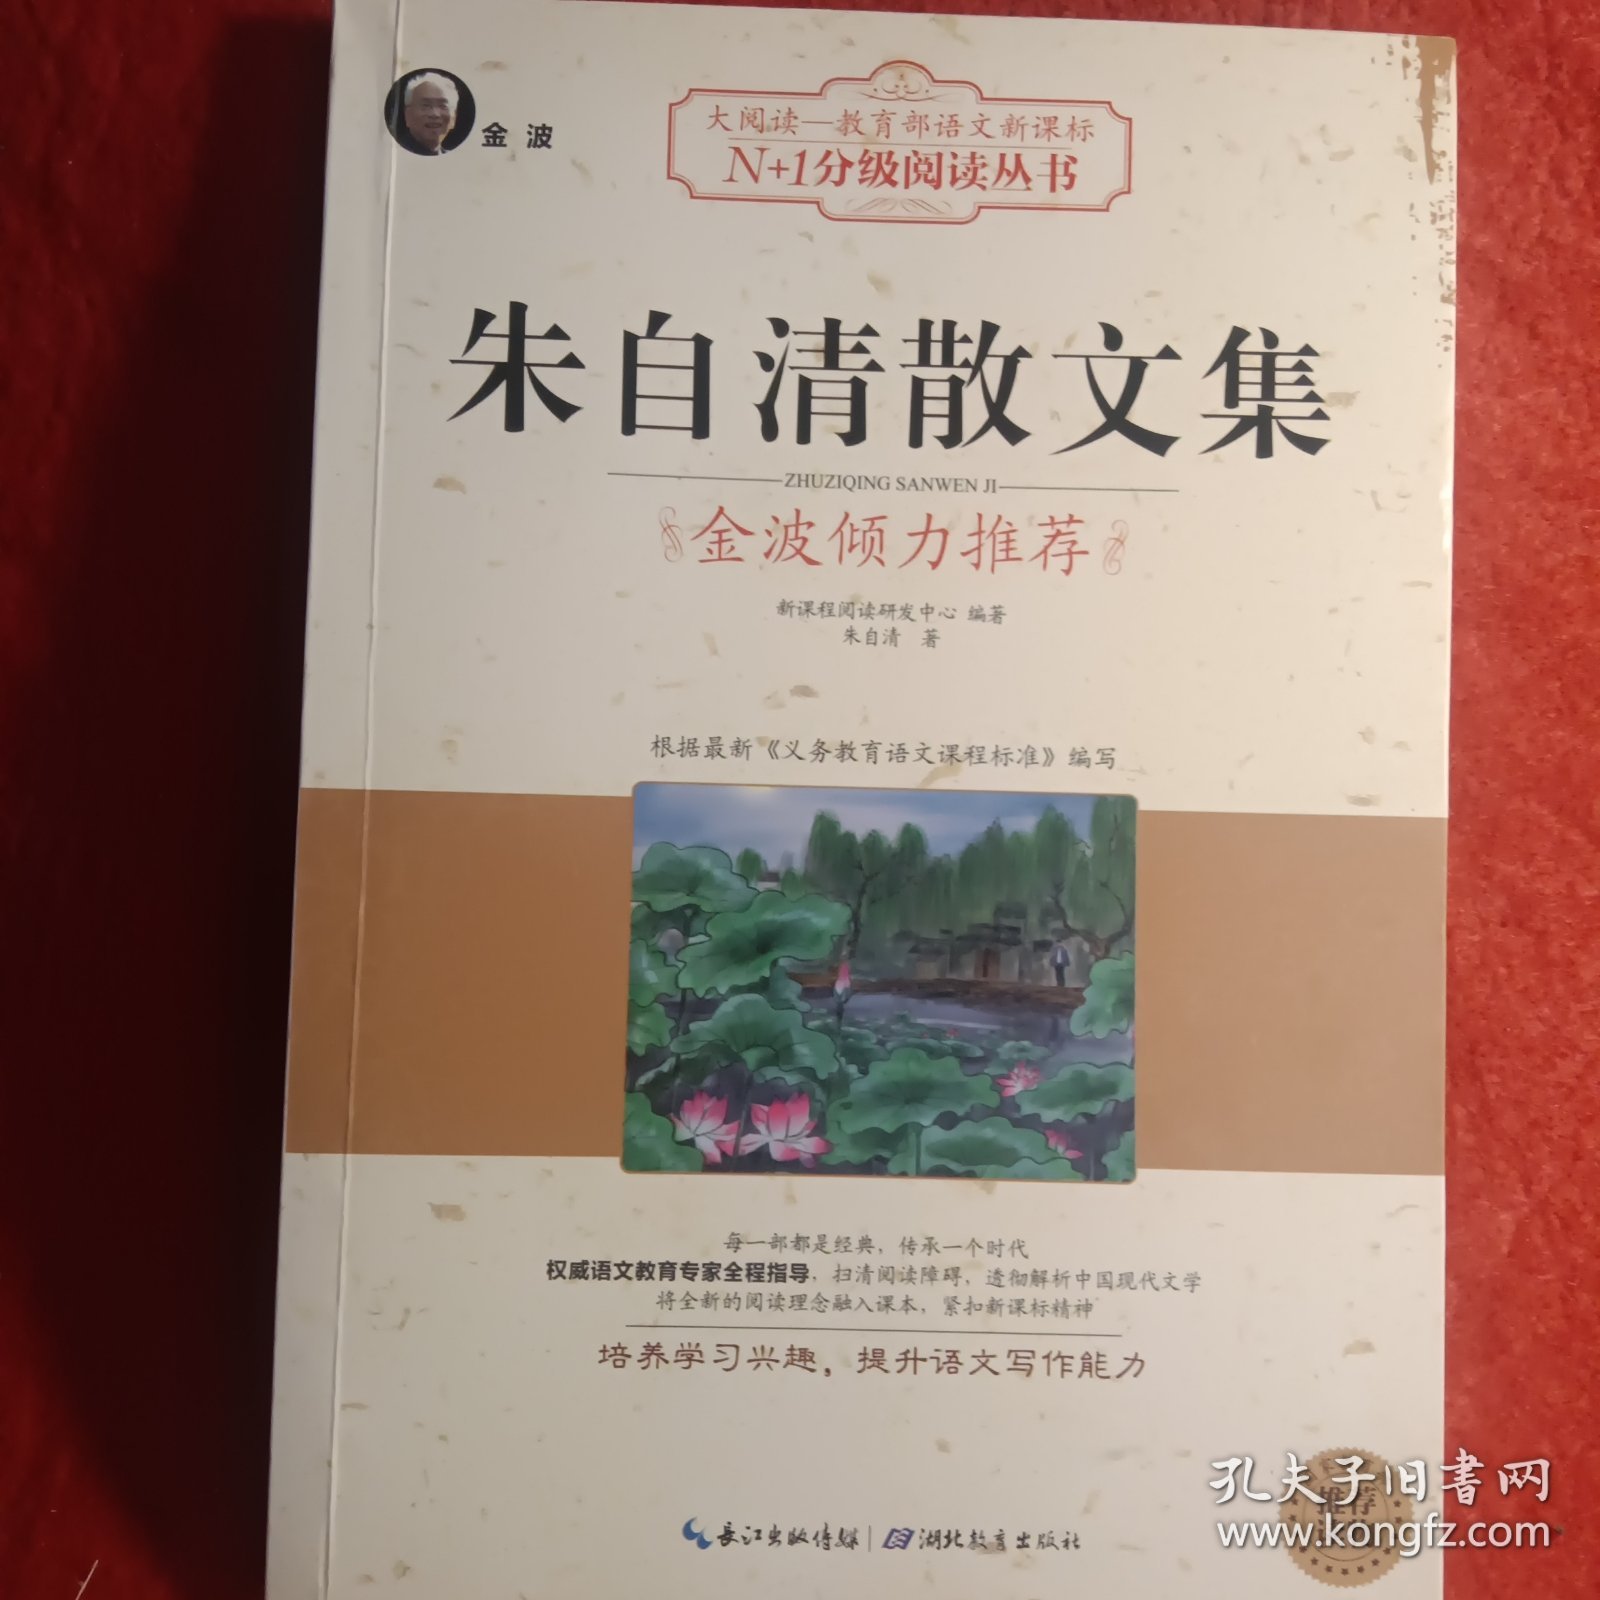 金波
大阅读—教育部语文新课标
N+1分级阅读丛书
朱自清散文集
ZHUZIQING SANWEN JI
金波倾力推荐
新课程阅读研发中心 编著
朱自清 著
根据最新《义务教育语文课程标准》编写
每一部都是经典，传承一个时代
权威语文教育专家全程指导，扫清阅读障碍，透彻解析中国现代文学
将全新的阅读理念融入课本，紧扣新课标精神
培养学习兴趣，提升语文写作能力
长江出版传媒 湖北教育出版社
推荐
孔夫子旧书网
www.kongfz.com